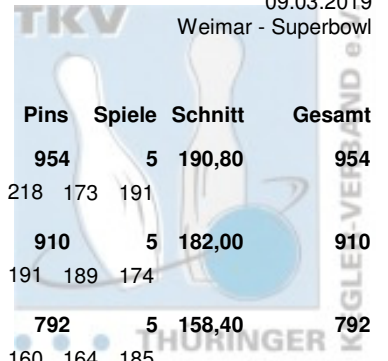 09.03.2019
TKV
Weimar - Superbowl
Pins Spiele Schnitt Gesamt
954 5 190,80 954
218 173 191
910 5 182,00 910
191 189 174
792 5 158,40 792
THÜRINGER KEGLER-VERBAND e.V.
160 164 185